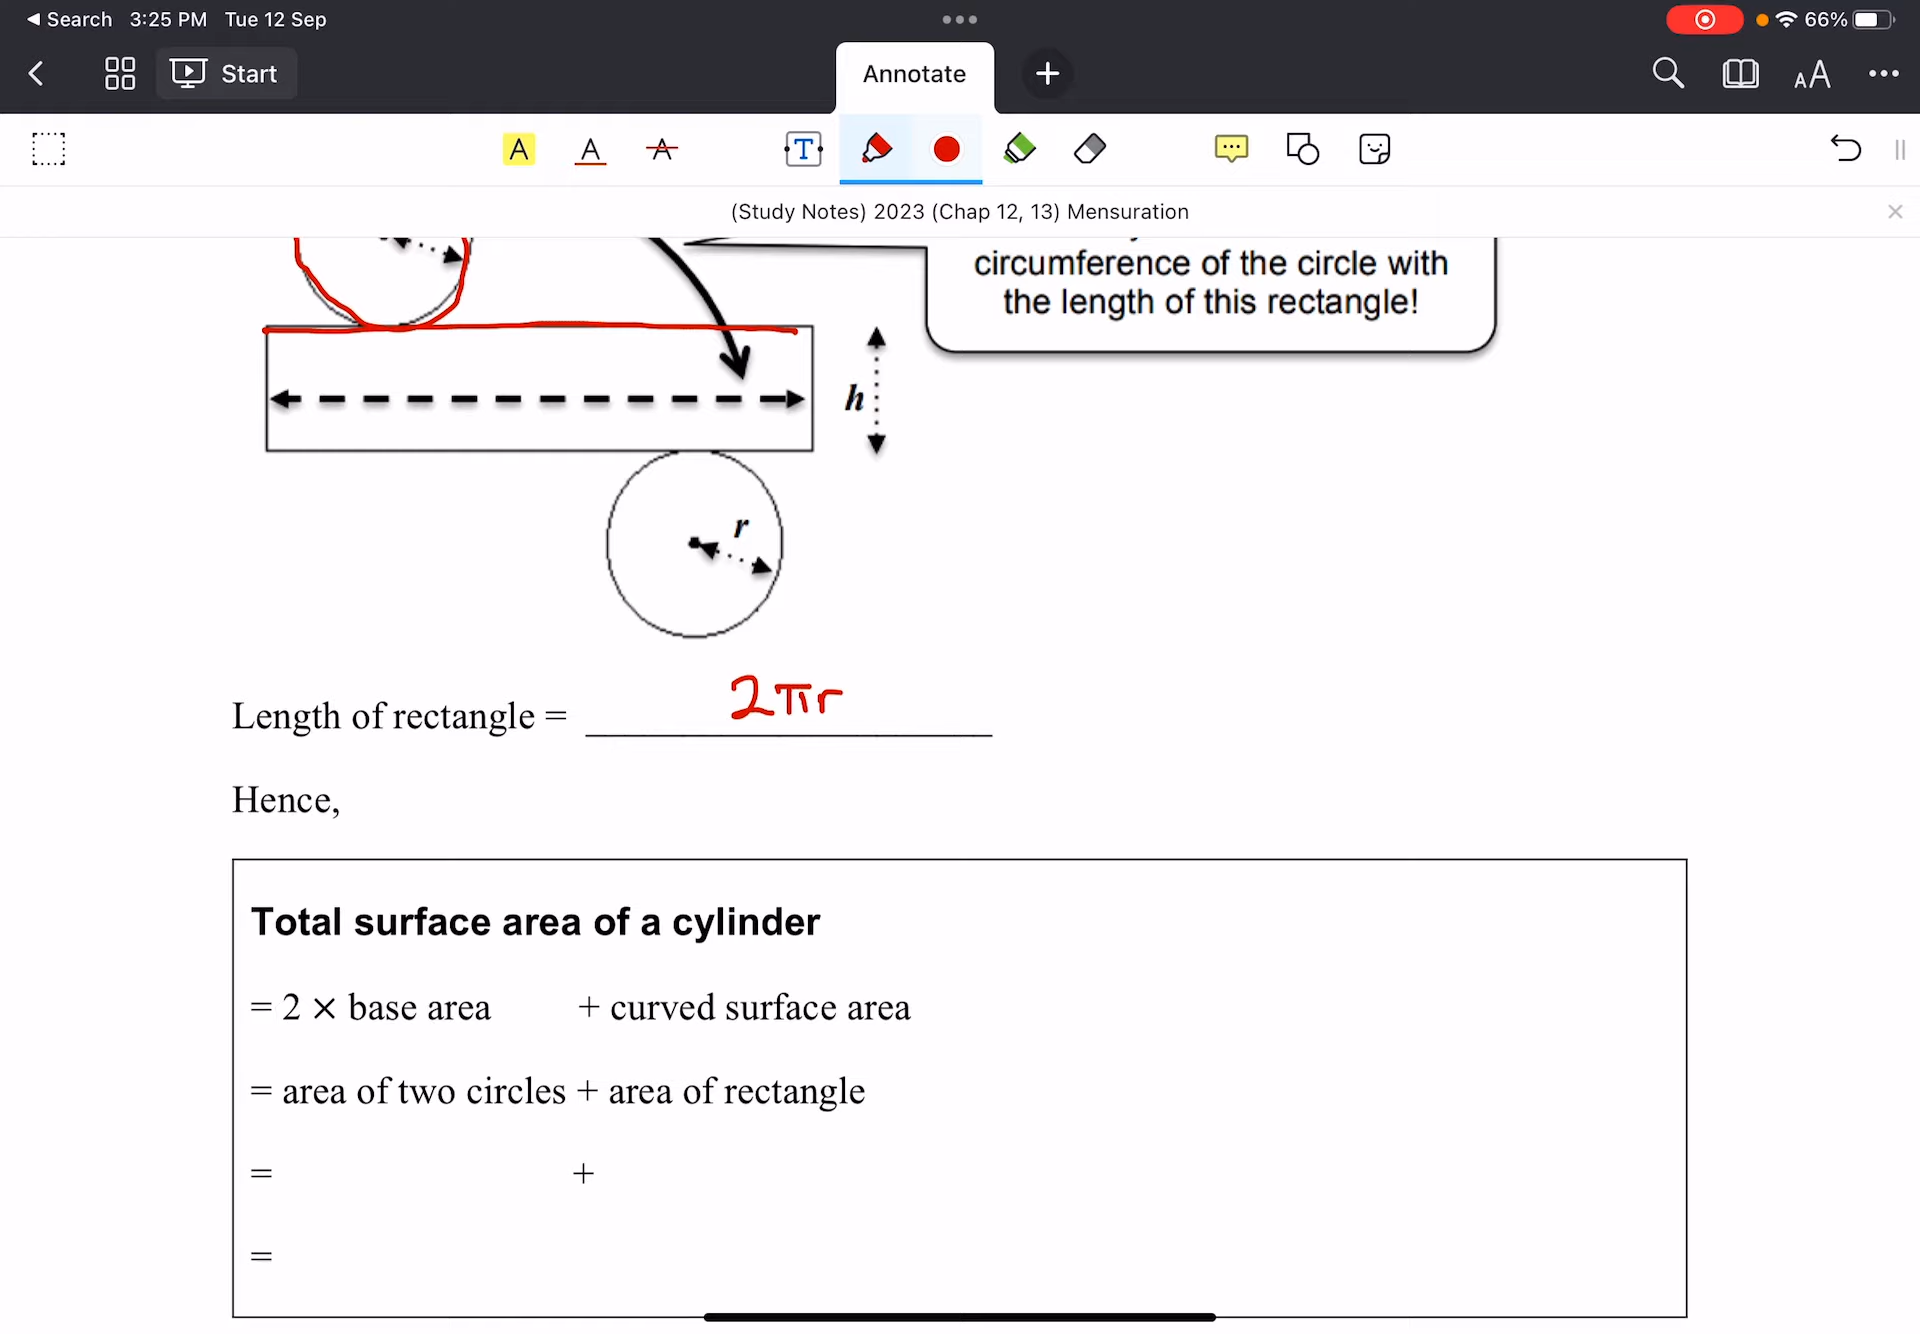 Search 3:25 PM Tue 12 Sep 66%
Start Annotate AA
A A A T
(Study Notes) 2023 (Chap 12, 13) Mensuration
circumference of the circle with
the length of this rectangle!
h
r
Length of rectangle = 2πr
Hence,
Total surface area of a cylinder
= 2 × base area + curved surface area
= area of two circles + area of rectangle
= +
=